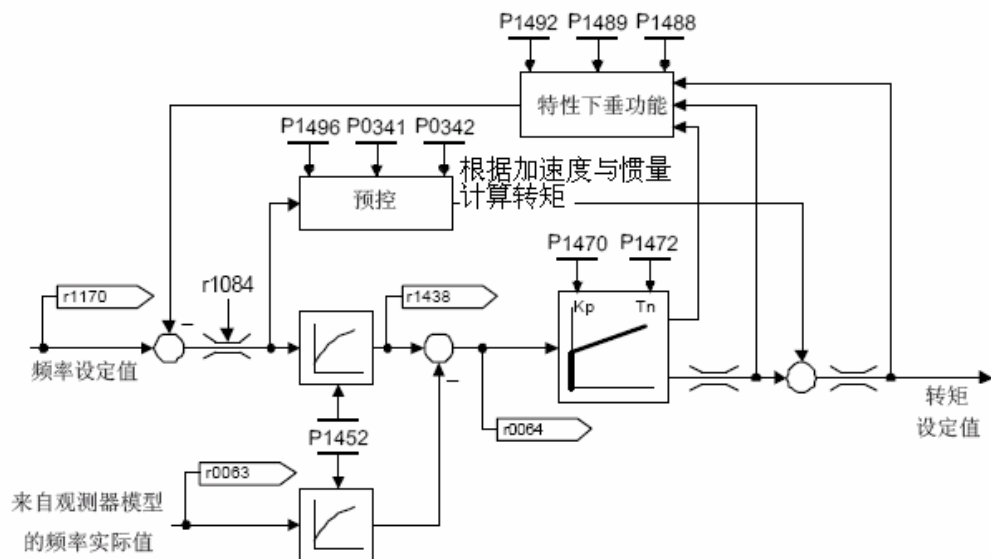 P1492 P1489 P1488
特性下垂功能
P1496 P0341 P0342
根据加速度与惯量
计算转矩
预控
P1470 P1472
r1170
r1084
r1438
Kp Tn
频率设定值
转矩
设定值
P1452
r0064
r0063
来自观测器模型
的频率实际值